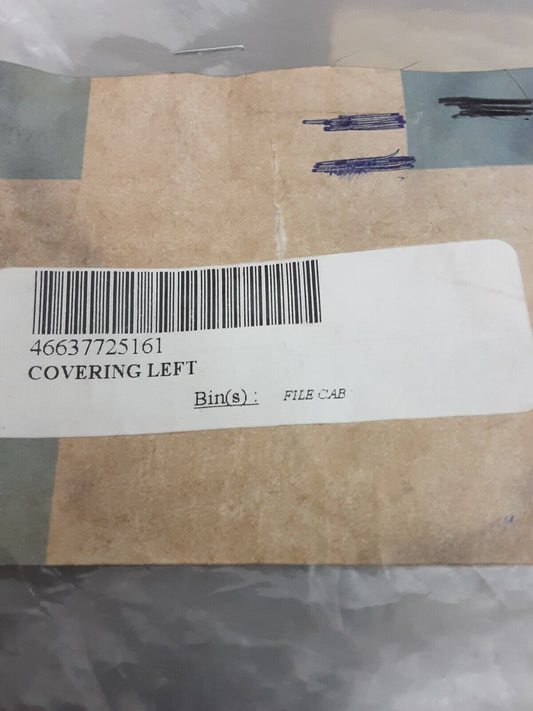 46637725161
COVERING LEFT
Bin(s) : FILE CAB